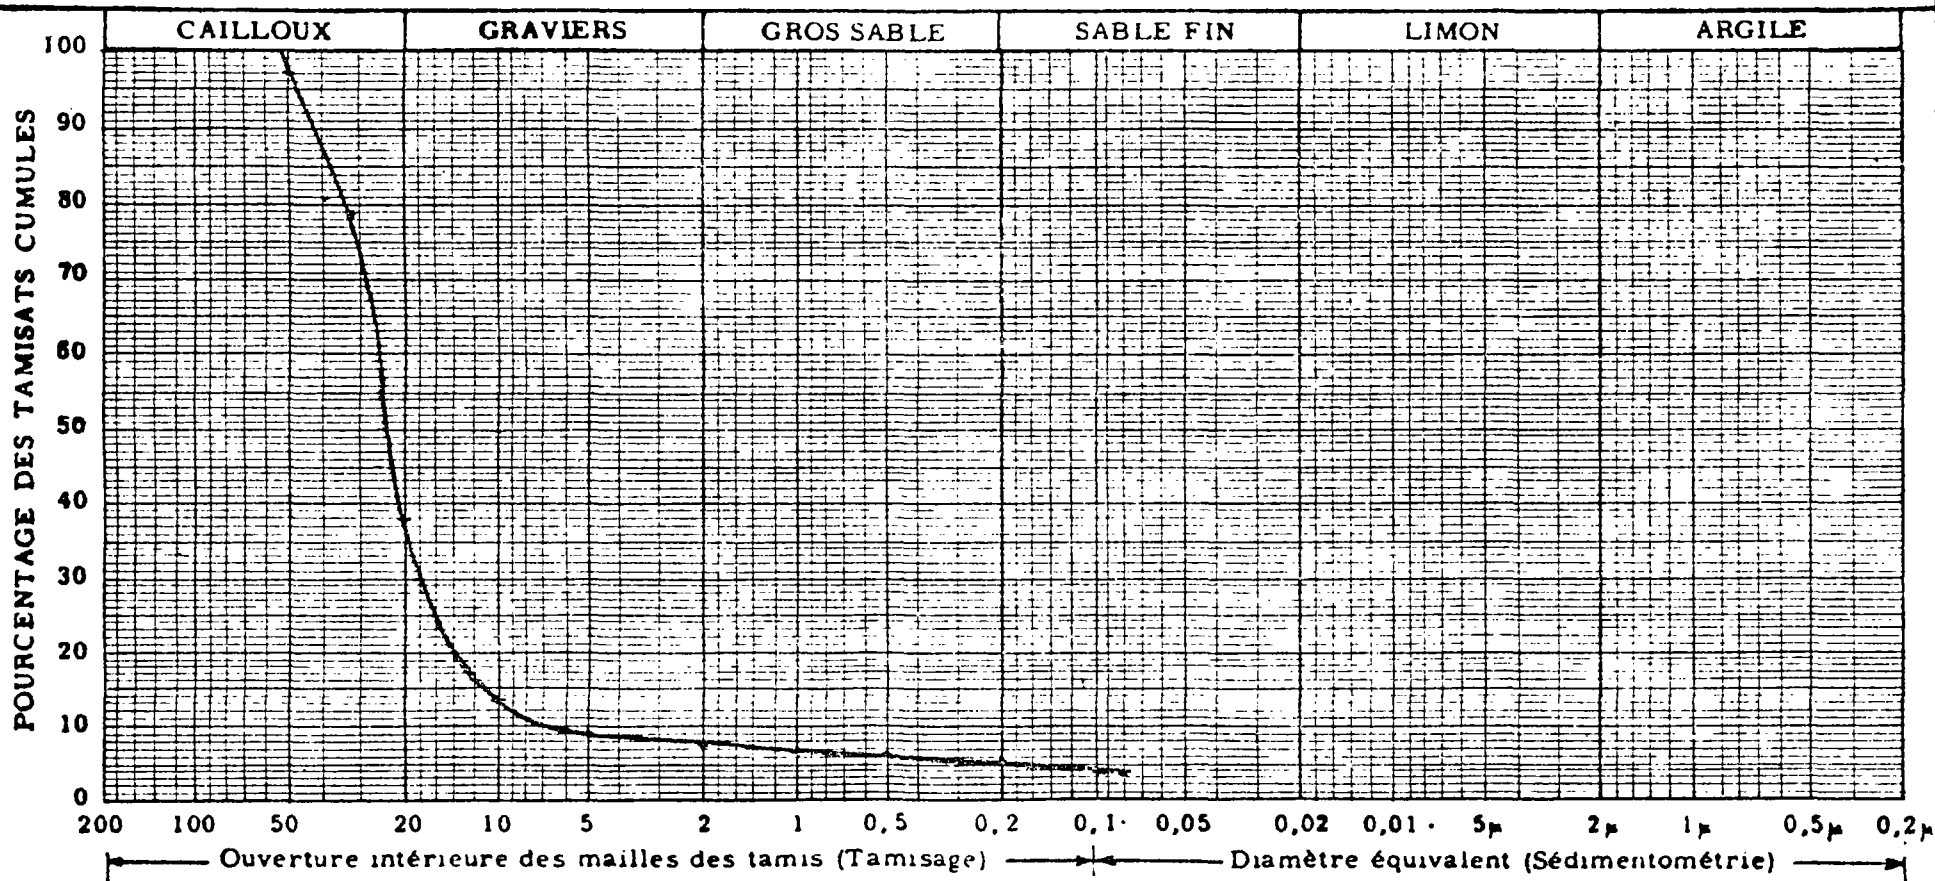 CAILLOUX GRAVIERS GROS SABLE SABLE FIN LIMON ARGILE
POURCENTAGE DES TAMISATS CUMULES
100
90
80
70
60
50
40
30
20
10
0
200 100 50 20 10 5 2 1 0,5 0,2 0,1· 0,05 0,02 0,01· 5µ 2µ 1µ 0,5µ 0,2µ
Ouverture intérieure des mailles des tamis (Tamisage) Diamètre équivalent (Sédimentométrie)